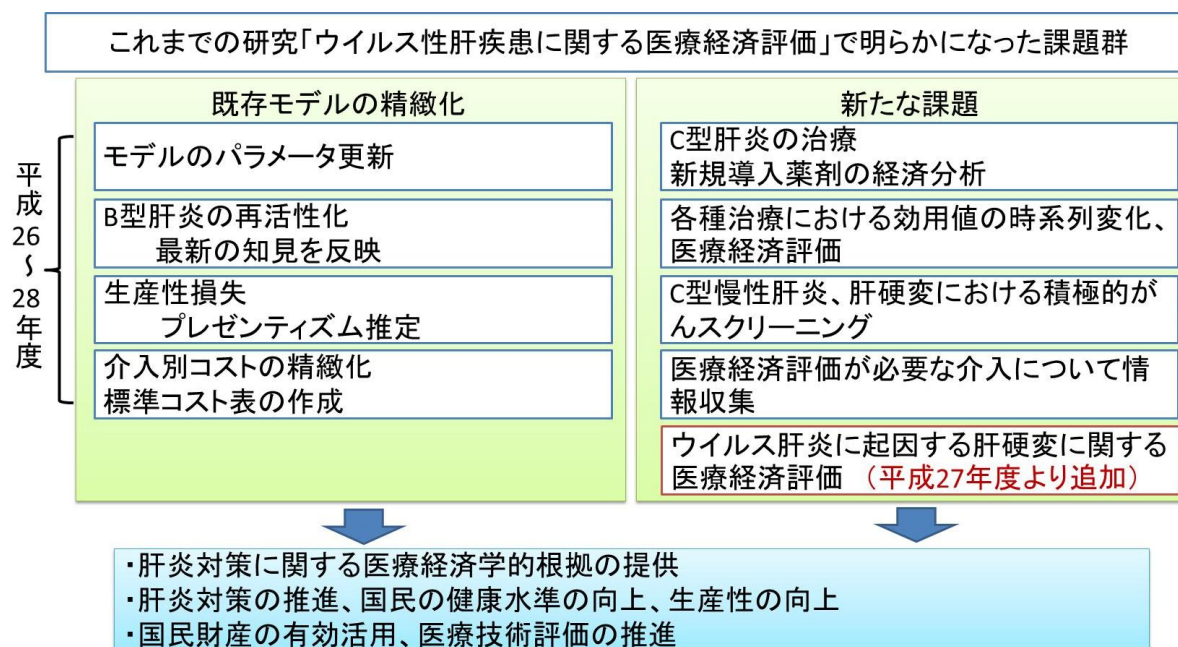 これまでの研究「ウイルス性肝疾患に関する医療経済評価」で明らかになった課題群
既存モデルの精緻化
モデルのパラメータ更新
B型肝炎の再活性化
最新の知見を反映
生産性損失
プレゼンティズム推定
介入別コストの精緻化
標準コスト表の作成
平成26～28年度
新たな課題
C型肝炎の治療
新規導入薬剤の経済分析
各種治療における効用値の時系列変化、
医療経済評価
C型慢性肝炎、肝硬変における積極的が
んスクリーニング
医療経済評価が必要な介入について情
報収集
ウイルス肝炎に起因する肝硬変に関する
医療経済評価 （平成27年度より追加）
・肝炎対策に関する医療経済学的根拠の提供
・肝炎対策の推進、国民の健康水準の向上、生産性の向上
・国民財産の有効活用、医療技術評価の推進